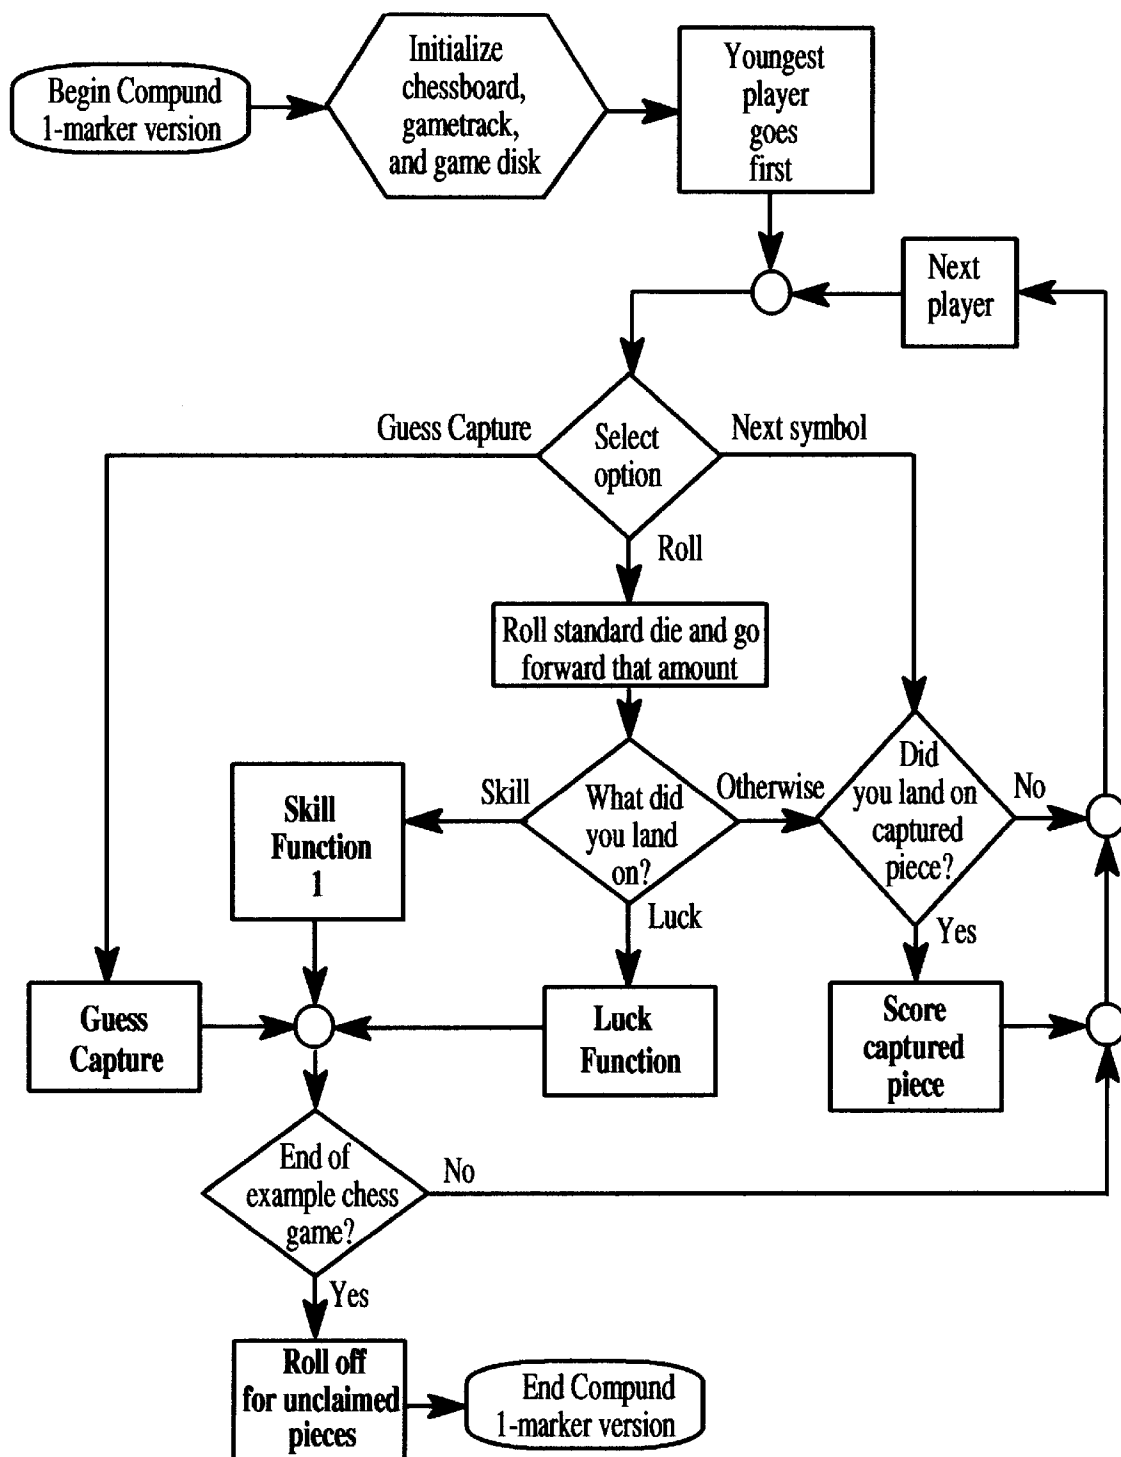 Begin Compund
1-marker version
Initialize
chessboard,
gametrack,
and game disk
Youngest
player
goes
first
Next
player
Guess Capture
Select
option
Next symbol
Roll
Roll standard die and go
forward that amount
Skill
Function
1
Skill
What did
you land
on?
Otherwise
Did
you land on
captured
piece?
No
Luck
Yes
Guess
Capture
Luck
Function
Score
captured
piece
End of
example chess
game?
No
Yes
Roll off
for unclaimed
pieces
End Compund
1-marker version